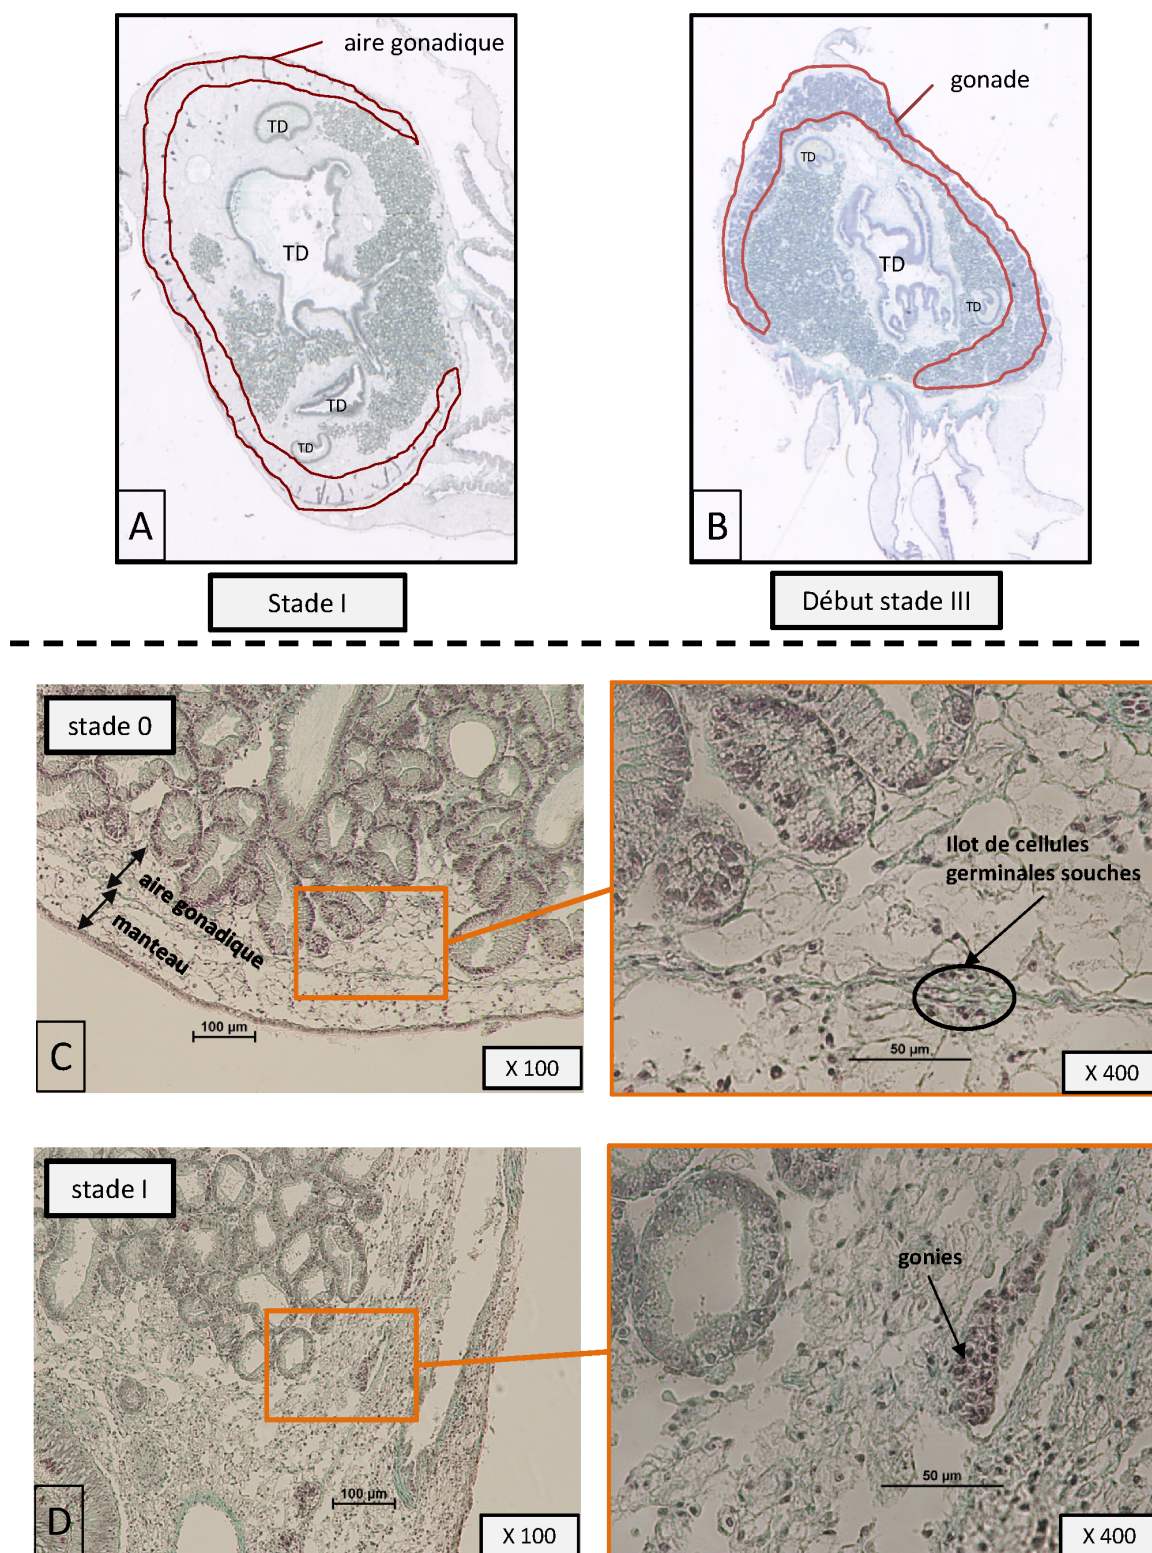 aire gonadique
TD
TD
TD
TD
A
Stade I
gonade
TD
TD
TD
B
Début stade III
stade 0
aire gonadique
manteau
100 µm
C
X 100
Ilot de cellules
germinales souches
50 µm
X 400
stade I
100 µm
D
X 100
gonies
50 µm
X 400